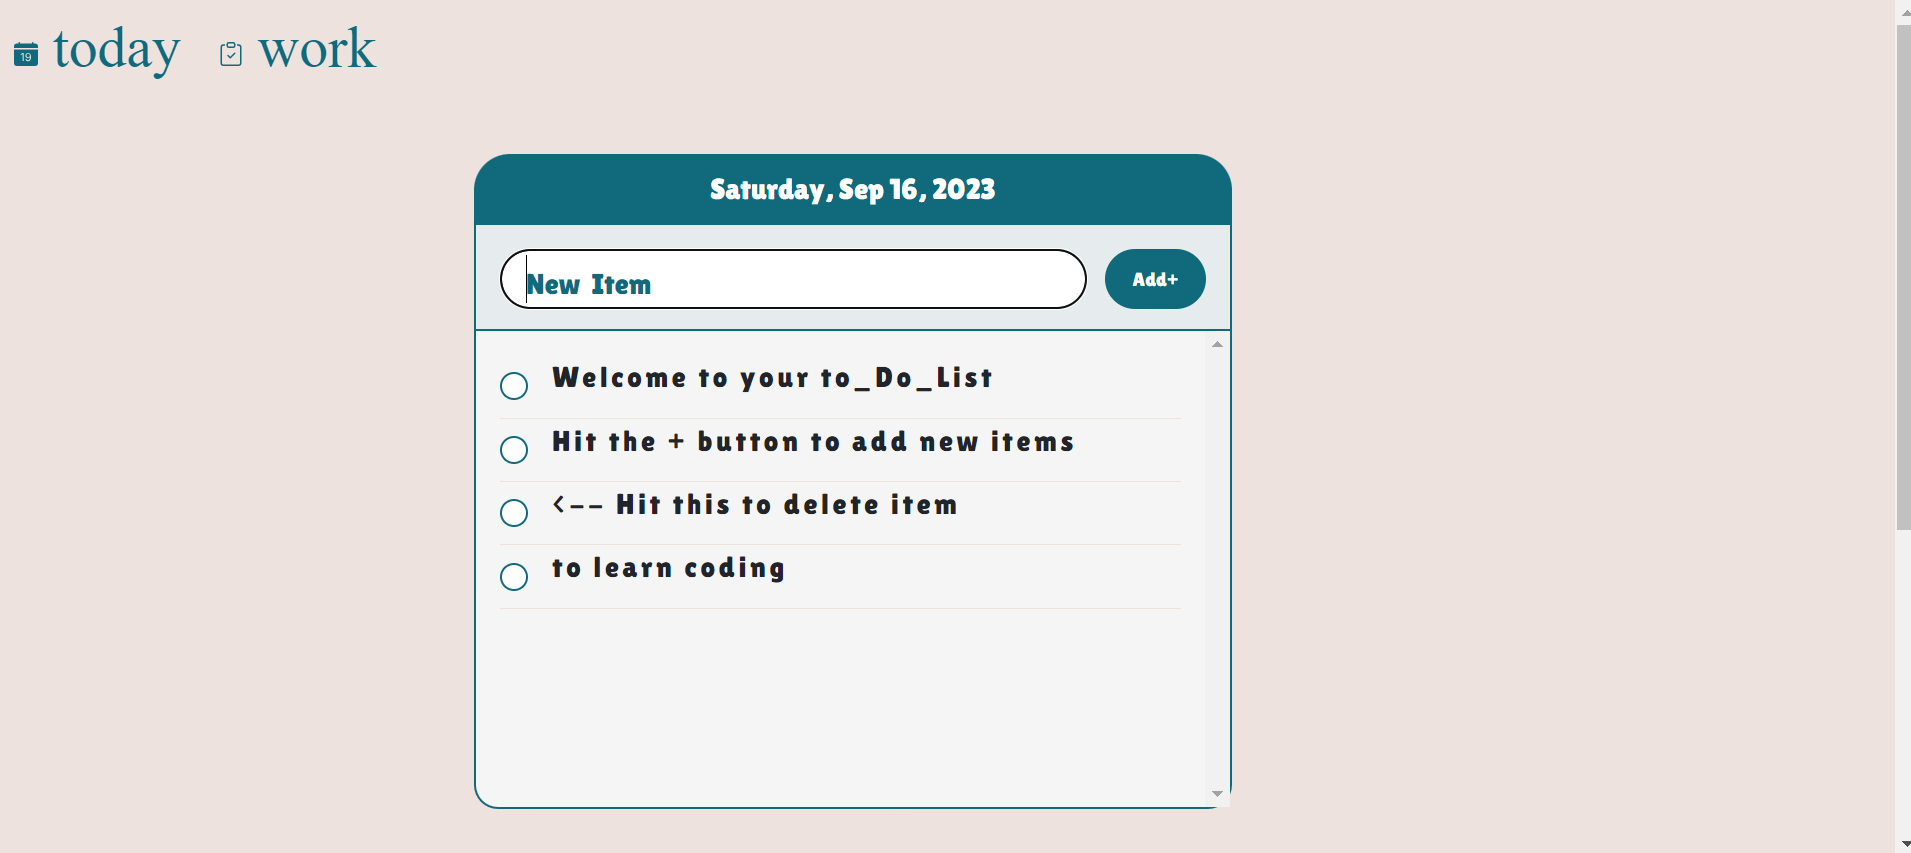 19 today work
Saturday, Sep 16, 2023
New Item Add+
Welcome to your to_Do_List
Hit the + button to add new items
<-- Hit this to delete item
to learn coding